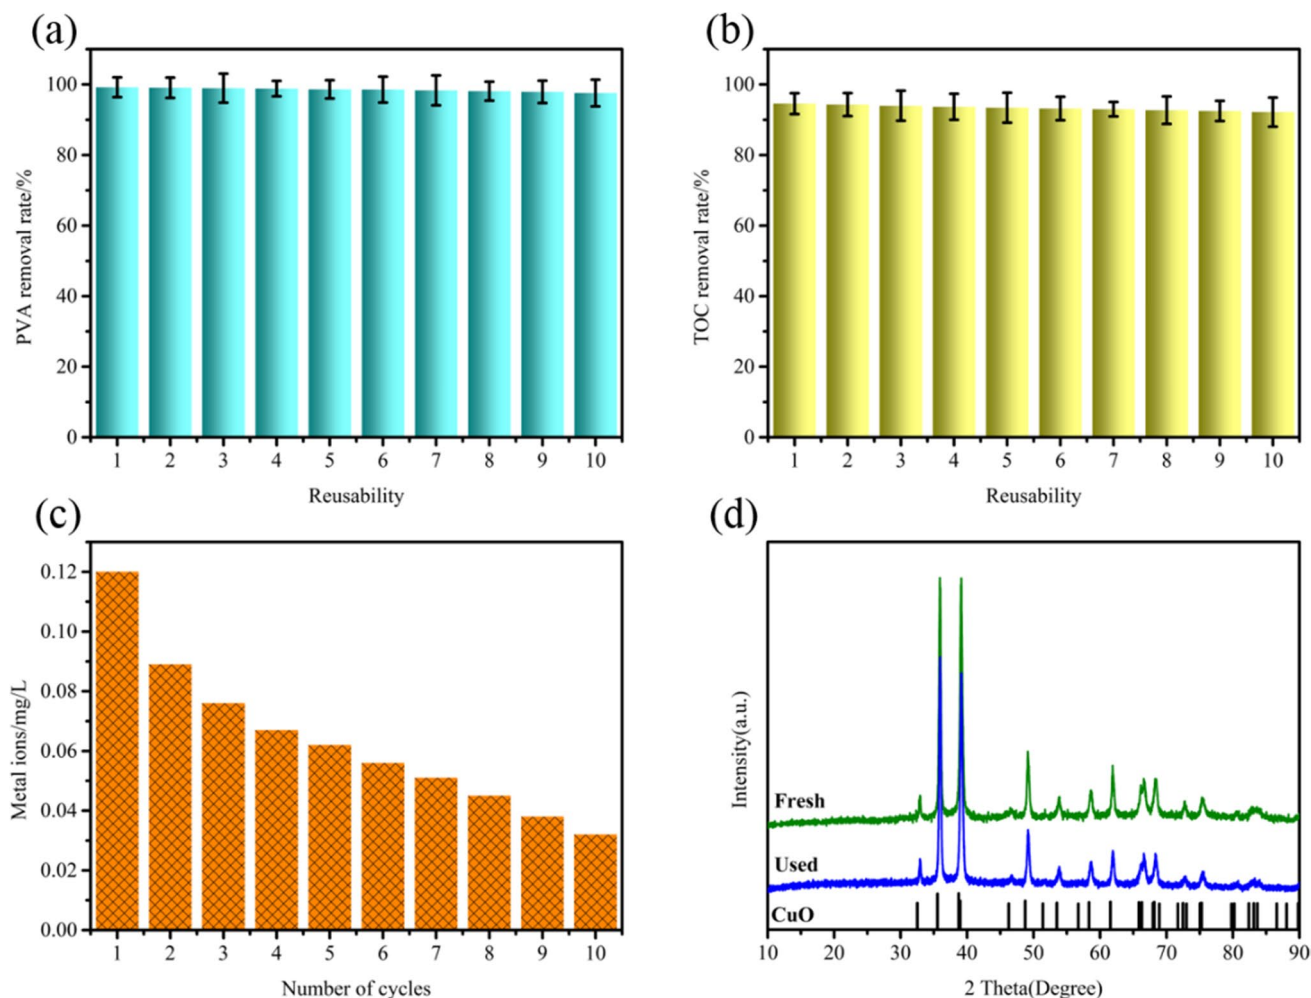 (a)
PVA removal rate/%
100
80
60
40
20
0
1 2 3 4 5 6 7 8 9 10
Reusability
(b)
TOC removal rate/%
100
80
60
40
20
0
1 2 3 4 5 6 7 8 9 10
Reusability
(c)
Metal ions/mg/L
0.12
0.10
0.08
0.06
0.04
0.02
0.00
1 2 3 4 5 6 7 8 9 10
Number of cycles
(d)
Intensity(a.u.)
Fresh
Used
CuO
10 20 30 40 50 60 70 80 90
2 Theta(Degree)